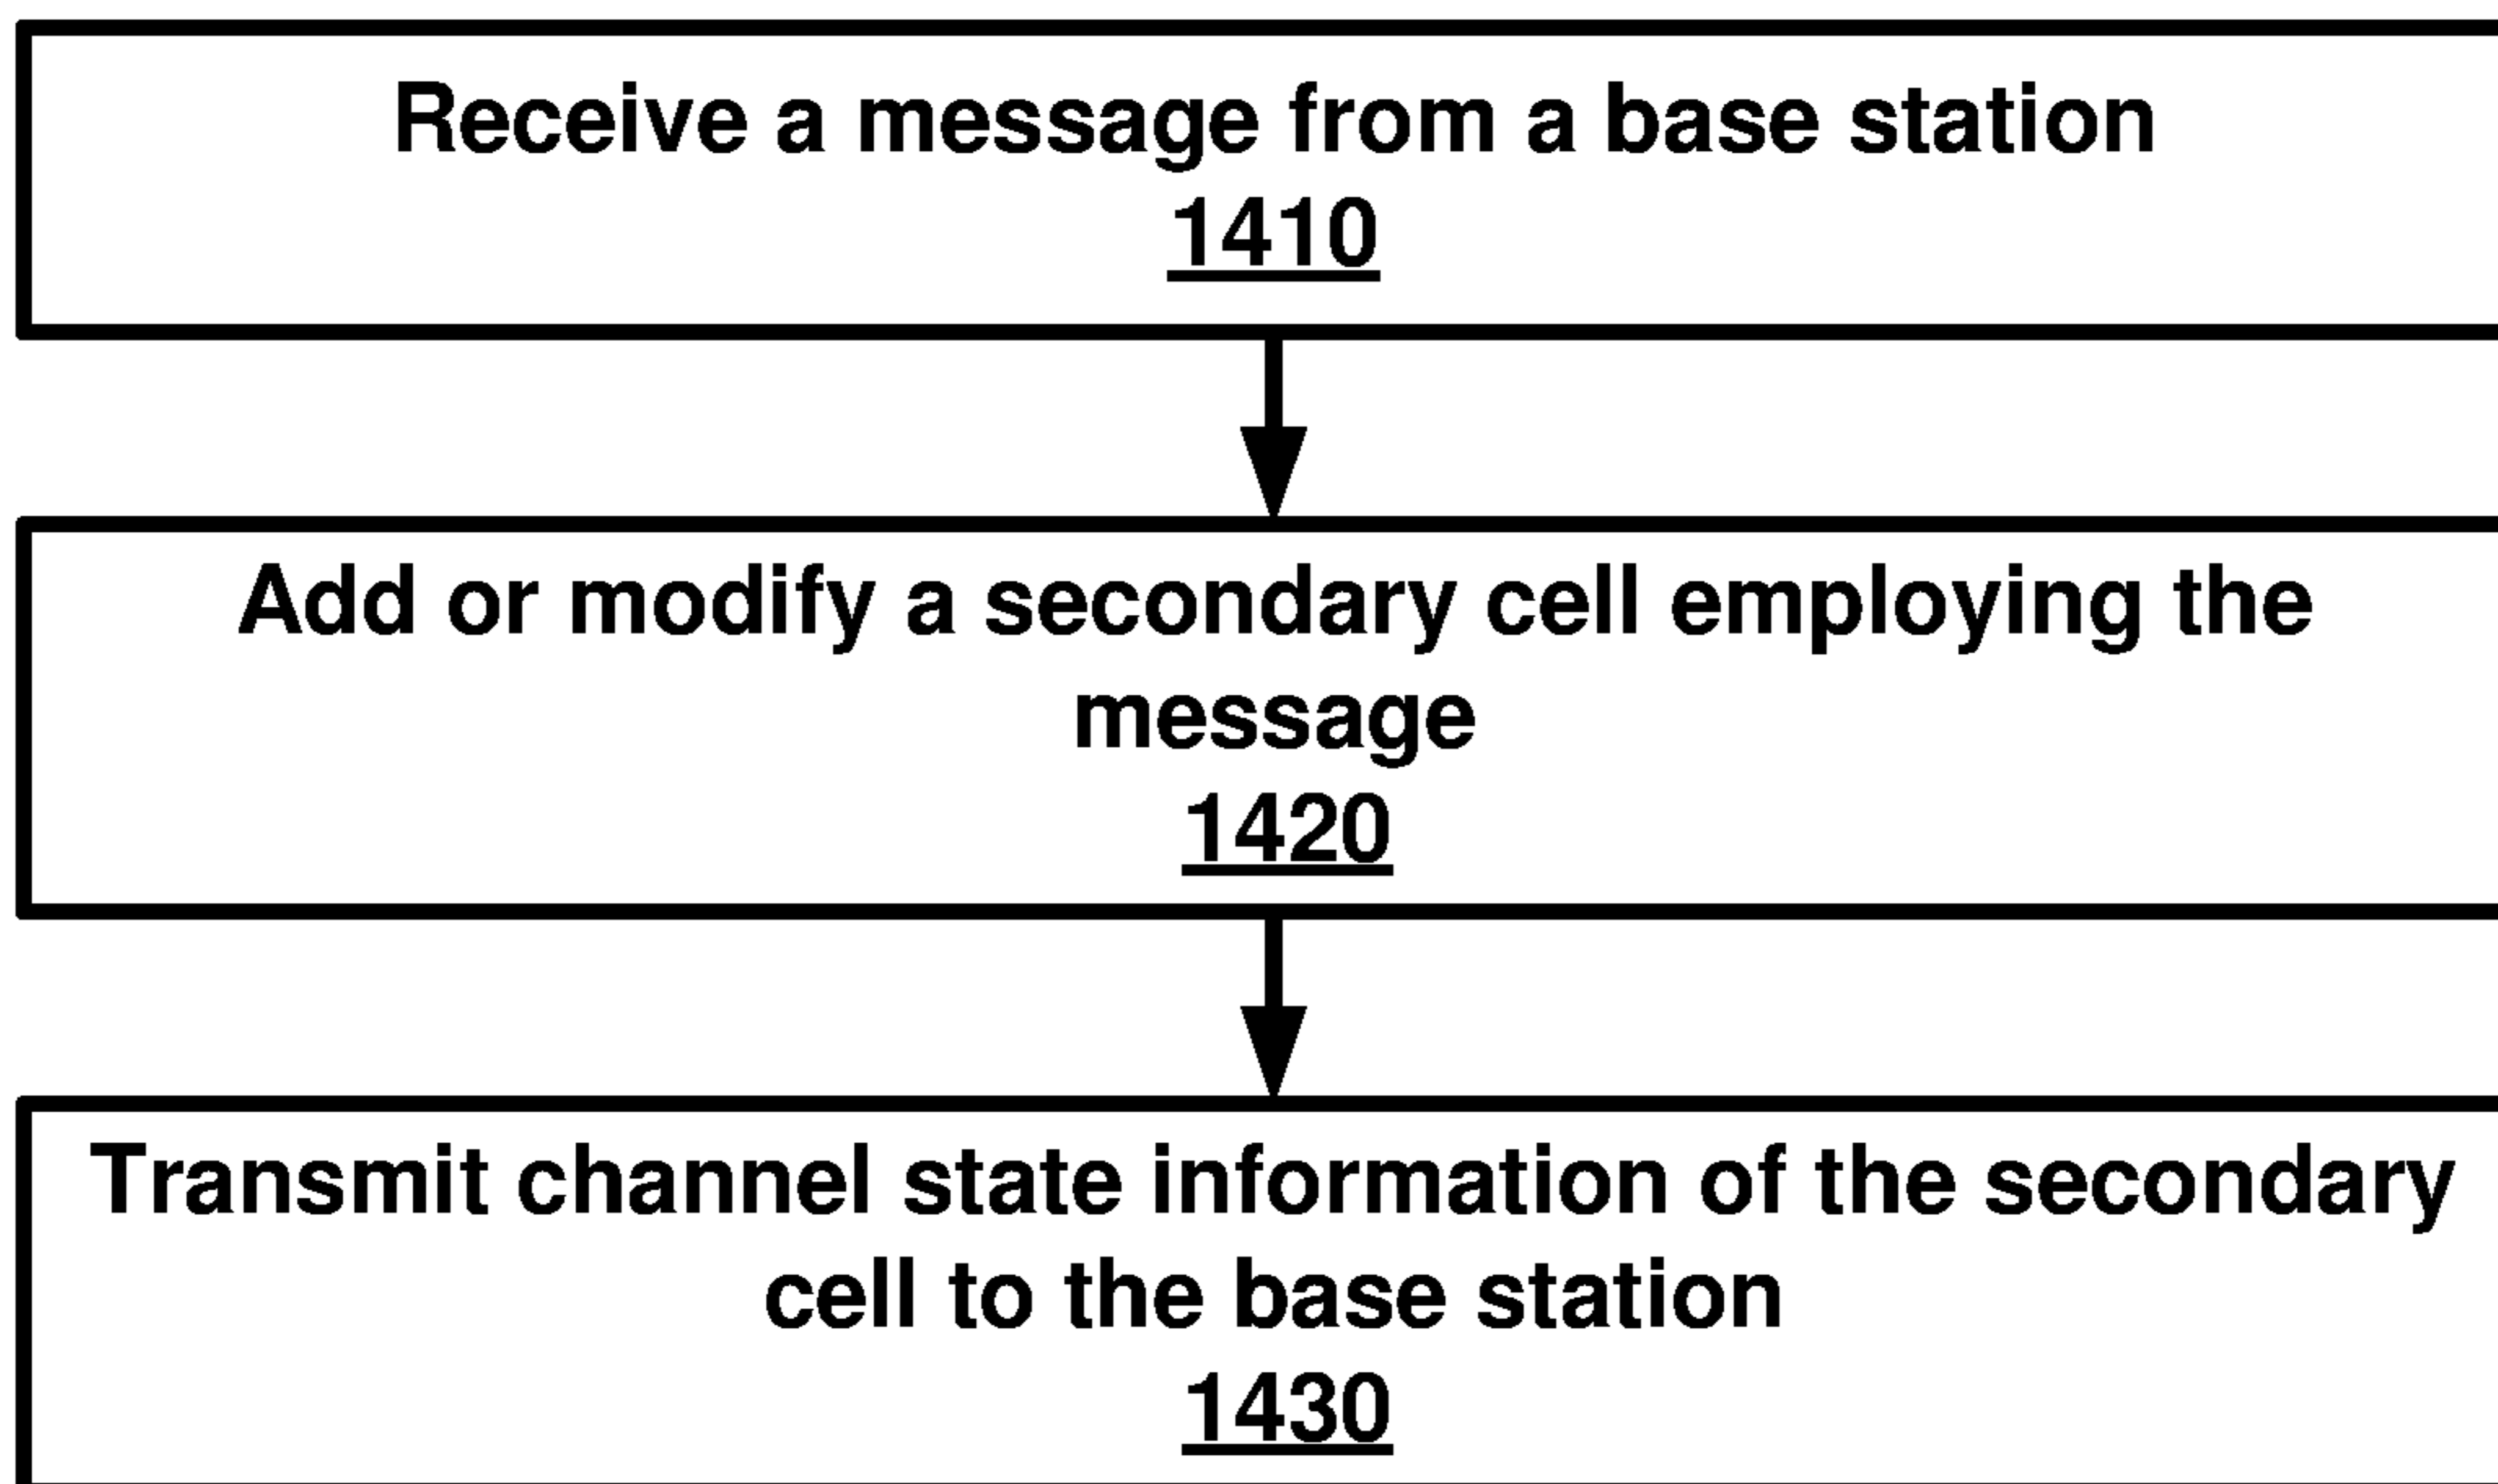 Receive a message from a base station
1410
Add or modify a secondary cell employing the
message
1420
Transmit channel state information of the secondary
cell to the base station
1430